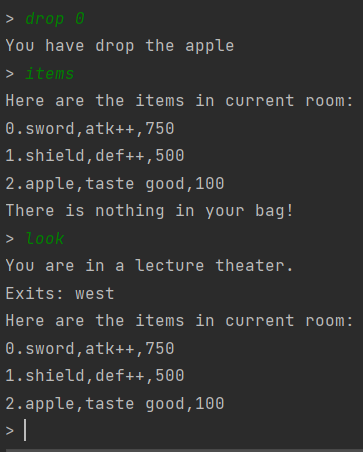 > drop 0
You have drop the apple
> items
Here are the items in current room:
0.sword,atk++,750
1.shield,def++,500
2.apple,taste good,100
There is nothing in your bag!
> look
You are in a lecture theater.
Exits: west
Here are the items in current room:
0.sword,atk++,750
1.shield,def++,500
2.apple,taste good,100
>